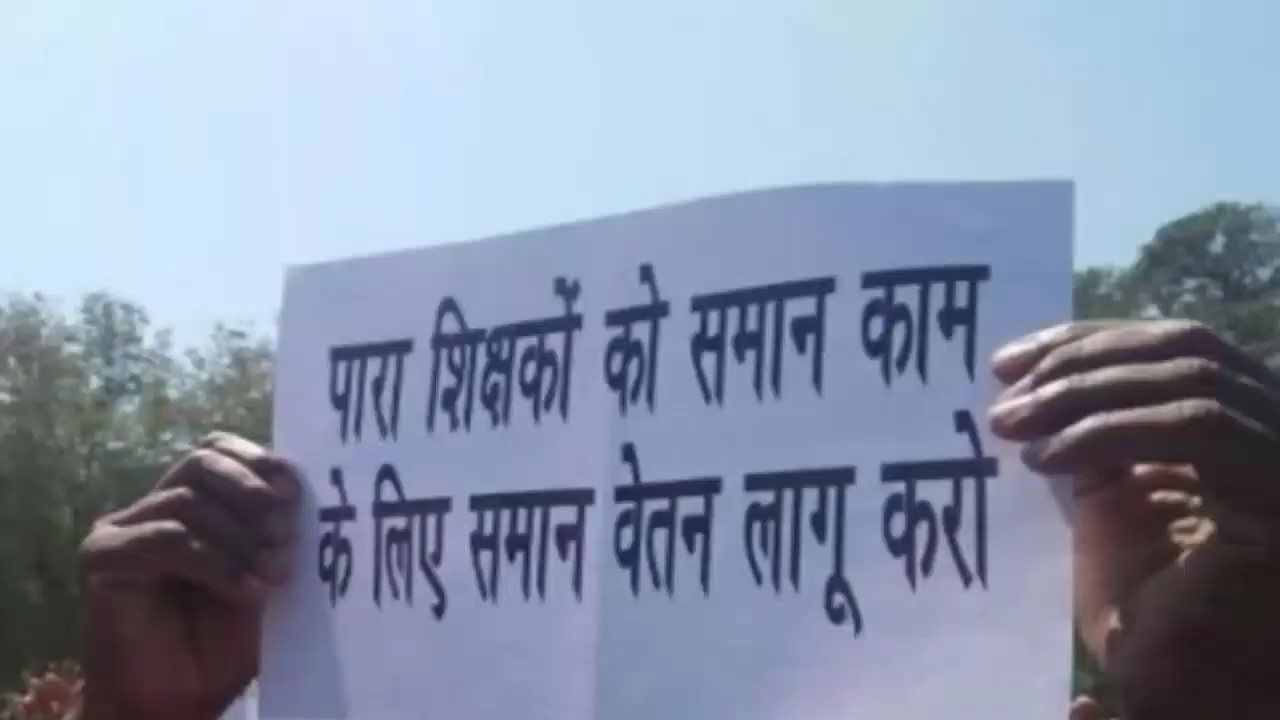 पारा शिक्षकों को समान काम
के लिए समान वेतन लागू करो